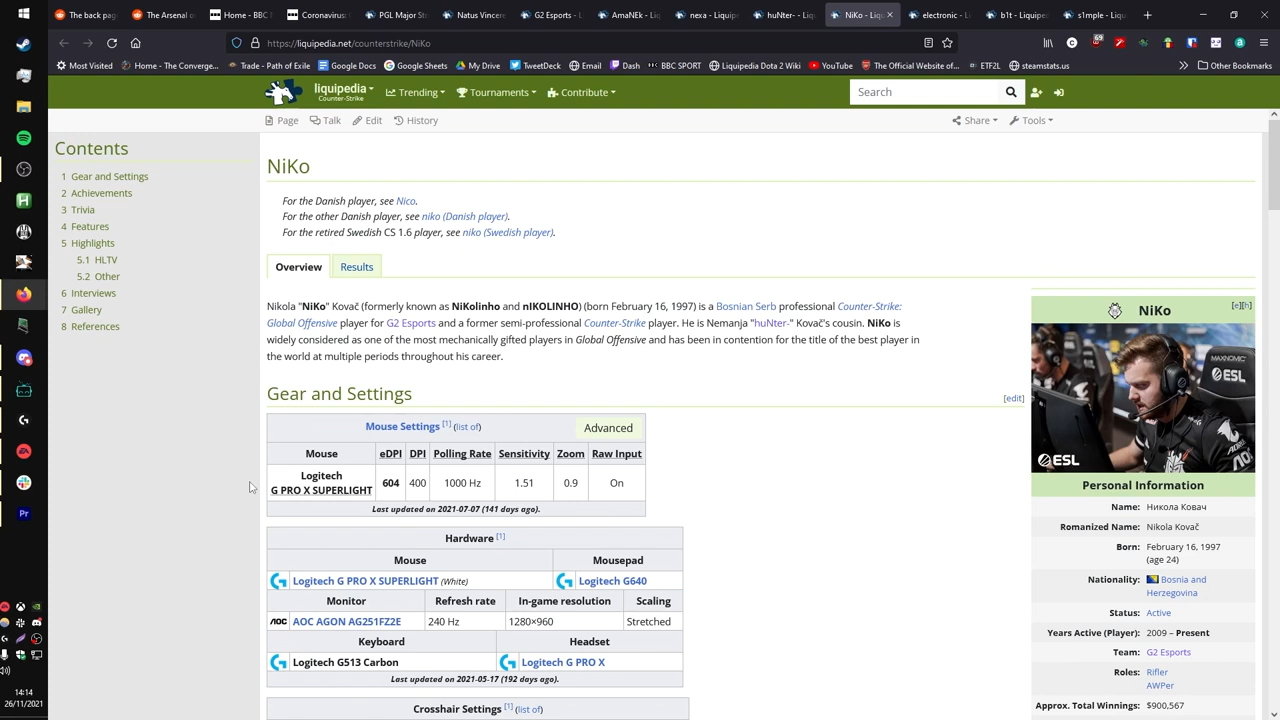 The Transf
The Arsenal o
Home - BBC
Home - Ko
PGL Major St
Natus Vincer
G2 Esports - L
AmaNEk - Liq
nexa - Liquip
huNter- - Liq
NiKo - Liqu
electronic - L
b1t - Liquiped
s1mple - Liqu
https://liquipedia.net/counterstrike/NiKo
69
Most Visited
Home - The Converge...
Trade - Path of Exile
Google Docs
Google Sheets
My Drive
TweetDeck
Email
Dash
BBC SPORT
Liquipedia Dota 2 Wiki
YouTube
The Official Website of...
ETF2L
steamstats.us
Other Bookmarks
liquipedia
Counter-Strike
Trending
Tournaments
Contribute
Search
Page
Talk
Edit
History
Share
Tools
Contents
1 Gear and Settings
2 Achievements
3 Trivia
4 Features
5 Highlights
5.1 HLTV
5.2 Other
6 Interviews
7 Gallery
8 References
NiKo
For the Danish player, see Nico.
For the other Danish player, see niko (Danish player).
For the retired Swedish CS 1.6 player, see niko (Swedish player).
Overview
Results
Nikola "NiKo" Kovač (formerly known as NiKolinho and nIKOLINHO) (born February 16, 1997) is a Bosnian Serb professional Counter-Strike:
Global Offensive player for G2 Esports and a former semi-professional Counter-Strike player. He is Nemanja "huNter-" Kovač's cousin. NiKo is
widely considered as one of the most mechanically gifted players in Global Offensive and has been in contention for the title of the best player in
the world at multiple periods throughout his career.
Gear and Settings
[edit]
Mouse Settings [1] (list of)
Advanced
Mouse eDPI DPI Polling Rate Sensitivity Zoom Raw Input
Logitech
G PRO X SUPERLIGHT 604 400 1000 Hz 1.51 0.9 On
Last updated on 2021-07-07 (141 days ago).
Hardware [1]
Mouse Mousepad
Logitech G PRO X SUPERLIGHT (White) Logitech G640
Monitor Refresh rate In-game resolution Scaling
AOC AOC AGON AG251FZ2E 240 Hz 1280×960 Stretched
Keyboard Headset
Logitech G513 Carbon Logitech G PRO X
Last updated on 2021-05-17 (192 days ago).
Crosshair Settings [1] (list of)
NiKo
[e][h]
MAXNOMIC
ESL
ESL
Personal Information
Name: Никола Ковач
Romanized Name: Nikola Kovač
Born: February 16, 1997
(age 24)
Nationality: Bosnia and
Herzegovina
Status: Active
Years Active (Player): 2009 – Present
Team: G2 Esports
Roles: Rifler
AWPer
Approx. Total Winnings: $900,567
Pr
14:14
26/11/2021